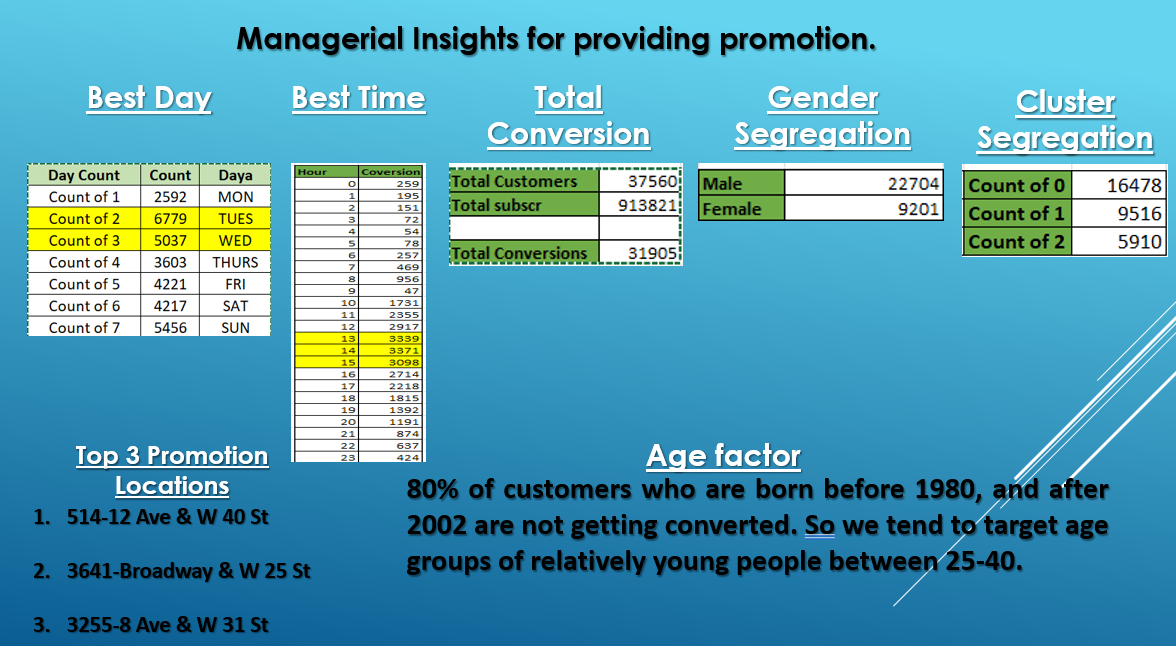 Managerial Insights for providing promotion.
Best Day
Day Count Count Daya
Count of 1 2592 MON
Count of 2 6779 TUES
Count of 3 5037 WED
Count of 4 3603 THURS
Count of 5 4221 FRI
Count of 6 4217 SAT
Count of 7 5456 SUN
Best Time
Hour Coversion
0 259
1 195
2 151
3 72
4 54
5 78
6 257
7 469
8 956
9 47
10 1731
11 2355
12 2917
13 3339
14 3371
15 3098
16 2714
17 2218
18 1815
19 1392
20 1191
21 874
22 637
23 424
Total
Conversion
Total Customers 37560
Total subscr 913821
Total Conversions 31905
Gender
Segregation
Male 22704
Female 9201
Cluster
Segregation
Count of 0 16478
Count of 1 9516
Count of 2 5910
Top 3 Promotion
Locations
1. 514-12 Ave & W 40 St
2. 3641-Broadway & W 25 St
3. 3255-8 Ave & W 31 St
Age factor
80% of customers who are born before 1980, and after
2002 are not getting converted. So we tend to target age
groups of relatively young people between 25-40.